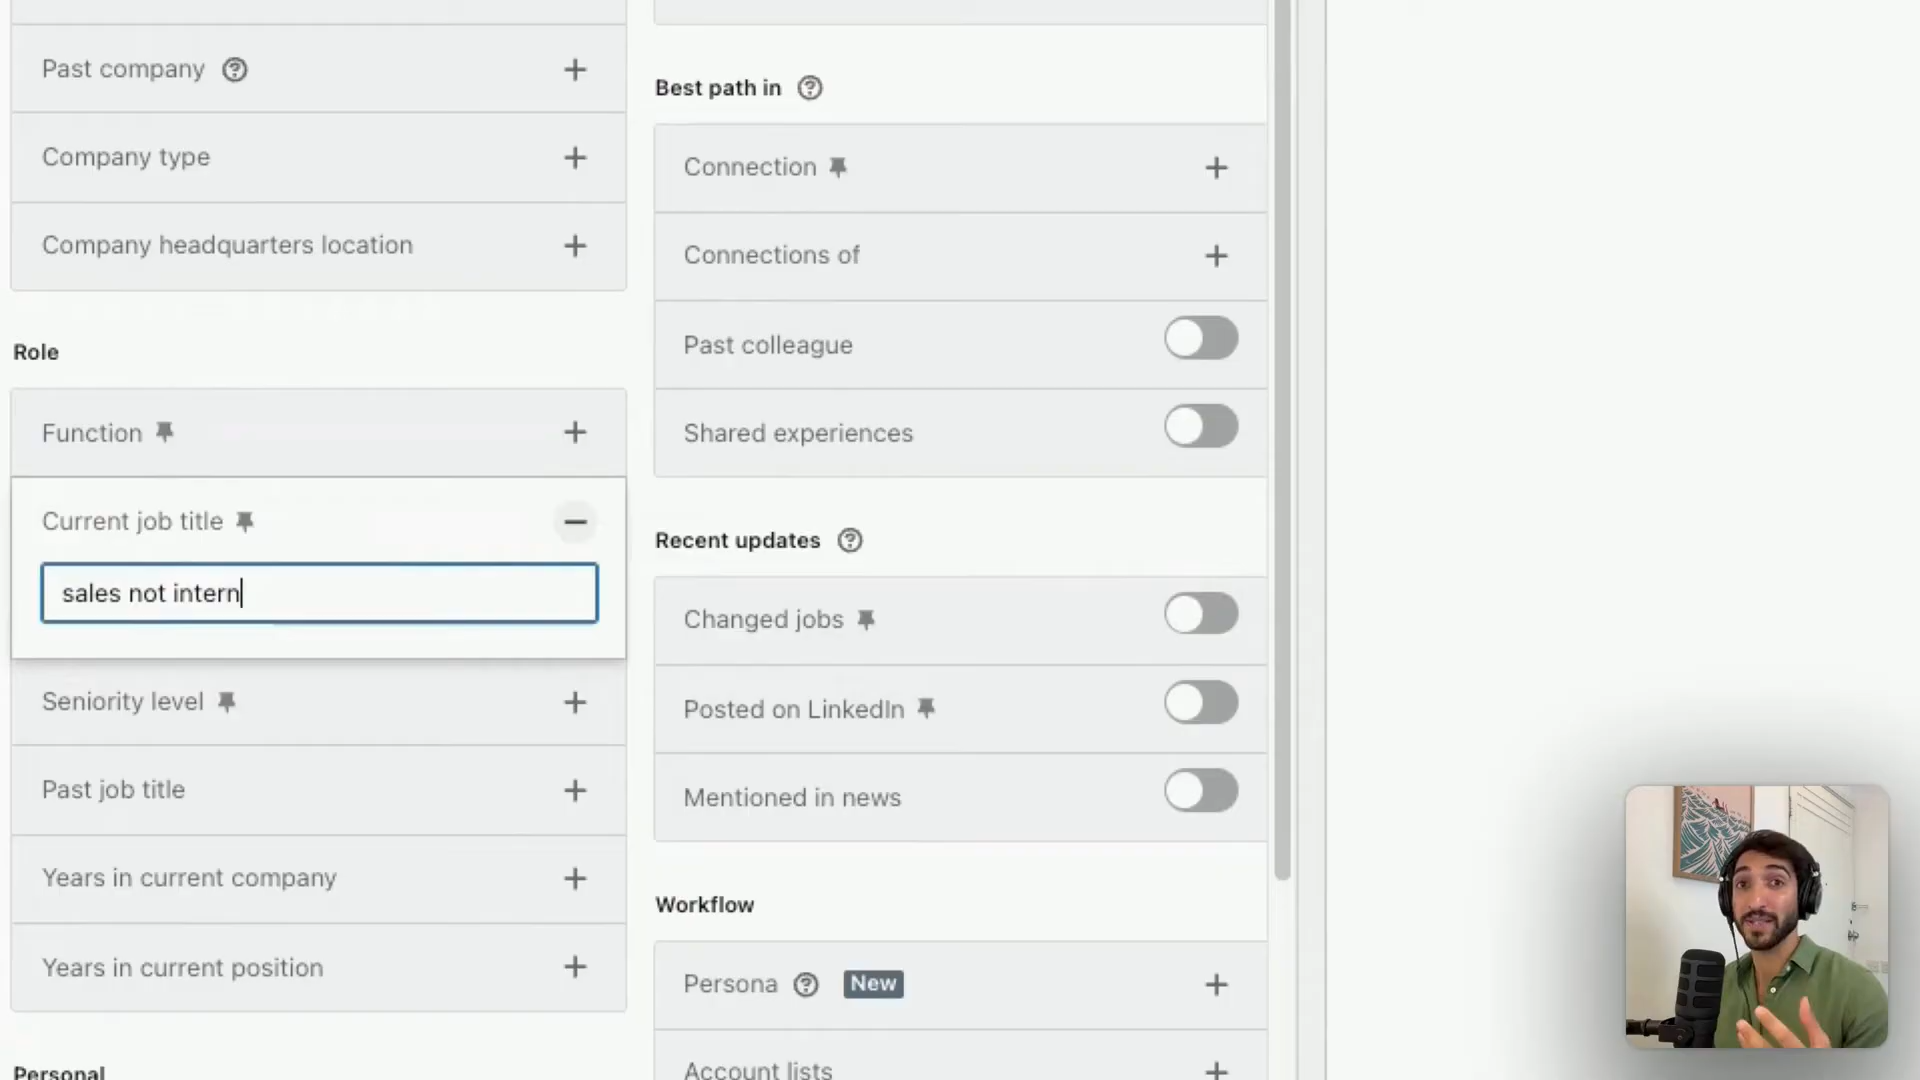 Past company
Company type
Company headquarters location
Role
Function
Current job title
sales not intern
Seniority level
Past job title
Years in current company
Years in current position
Personal
Best path in
Connection
Connections of
Past colleague
Shared experiences
Recent updates
Changed jobs
Posted on LinkedIn
Mentioned in news
Workflow
Persona New
Account lists